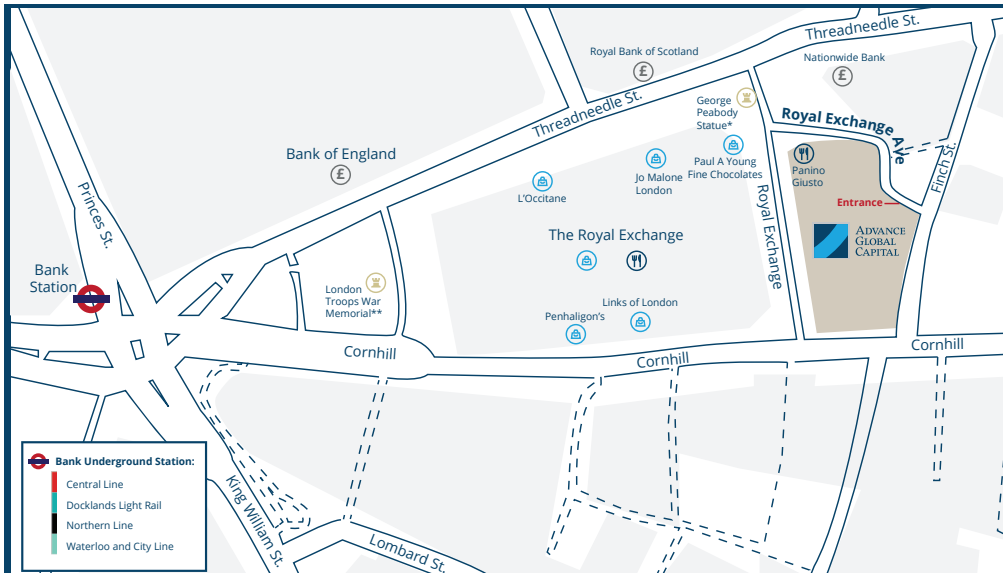 Threadneedle St.
Royal Bank of Scotland
£
Nationwide Bank
£
George
Peabody
Statue*
Royal Exchange Ave
Threadneedle St.
Bank of England
£
Paul A Young
Fine Chocolates
Jo Malone
London
L'Occitane
Panino
Giusto
Finch St.
Princes St.
Royal Exchange
Entrance
ADVANCE
GLOBAL
CAPITAL
The Royal Exchange
Bank
Station
London
Troops War
Memorial**
Links of London
Penhaligon's
Cornhill
Cornhill
Cornhill
Bank Underground Station:
Central Line
Docklands Light Rail
Northern Line
Waterloo and City Line
King William St.
Lombard St.